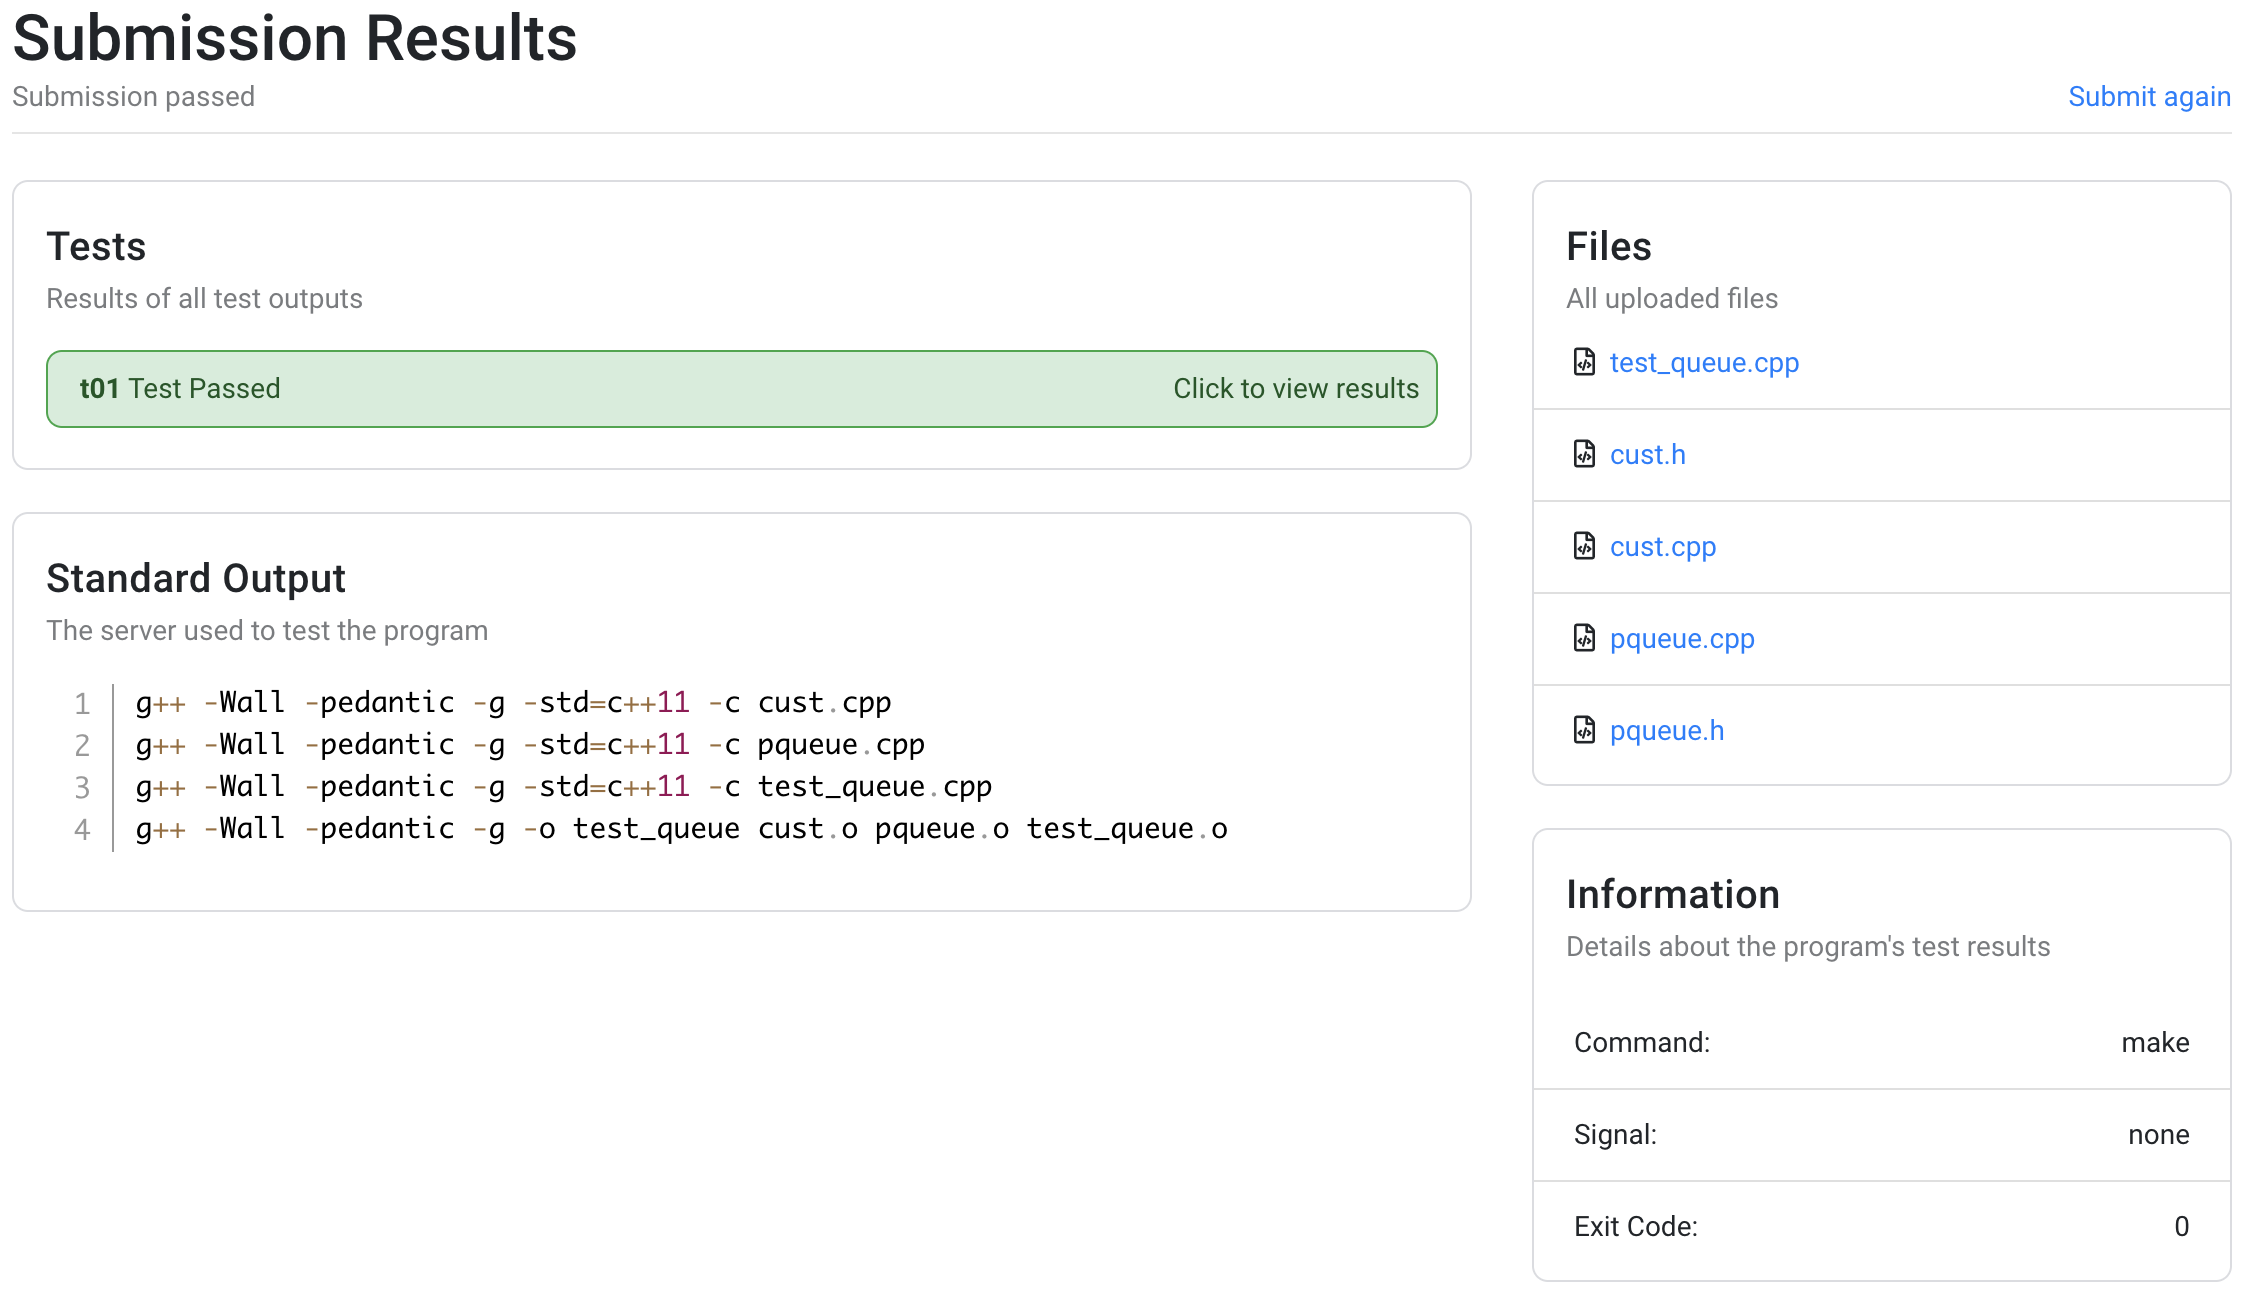 Submission Results
Submission passed
Submit again
Tests
Results of all test outputs
t01 Test Passed
Click to view results
Standard Output
The server used to test the program
1 g++ -Wall -pedantic -g -std=c++11 -c cust.cpp
2 g++ -Wall -pedantic -g -std=c++11 -c pqueue.cpp
3 g++ -Wall -pedantic -g -std=c++11 -c test_queue.cpp
4 g++ -Wall -pedantic -g -o test_queue cust.o pqueue.o test_queue.o
Files
All uploaded files
test_queue.cpp
cust.h
cust.cpp
pqueue.cpp
pqueue.h
Information
Details about the program's test results
Command: make
Signal: none
Exit Code: 0